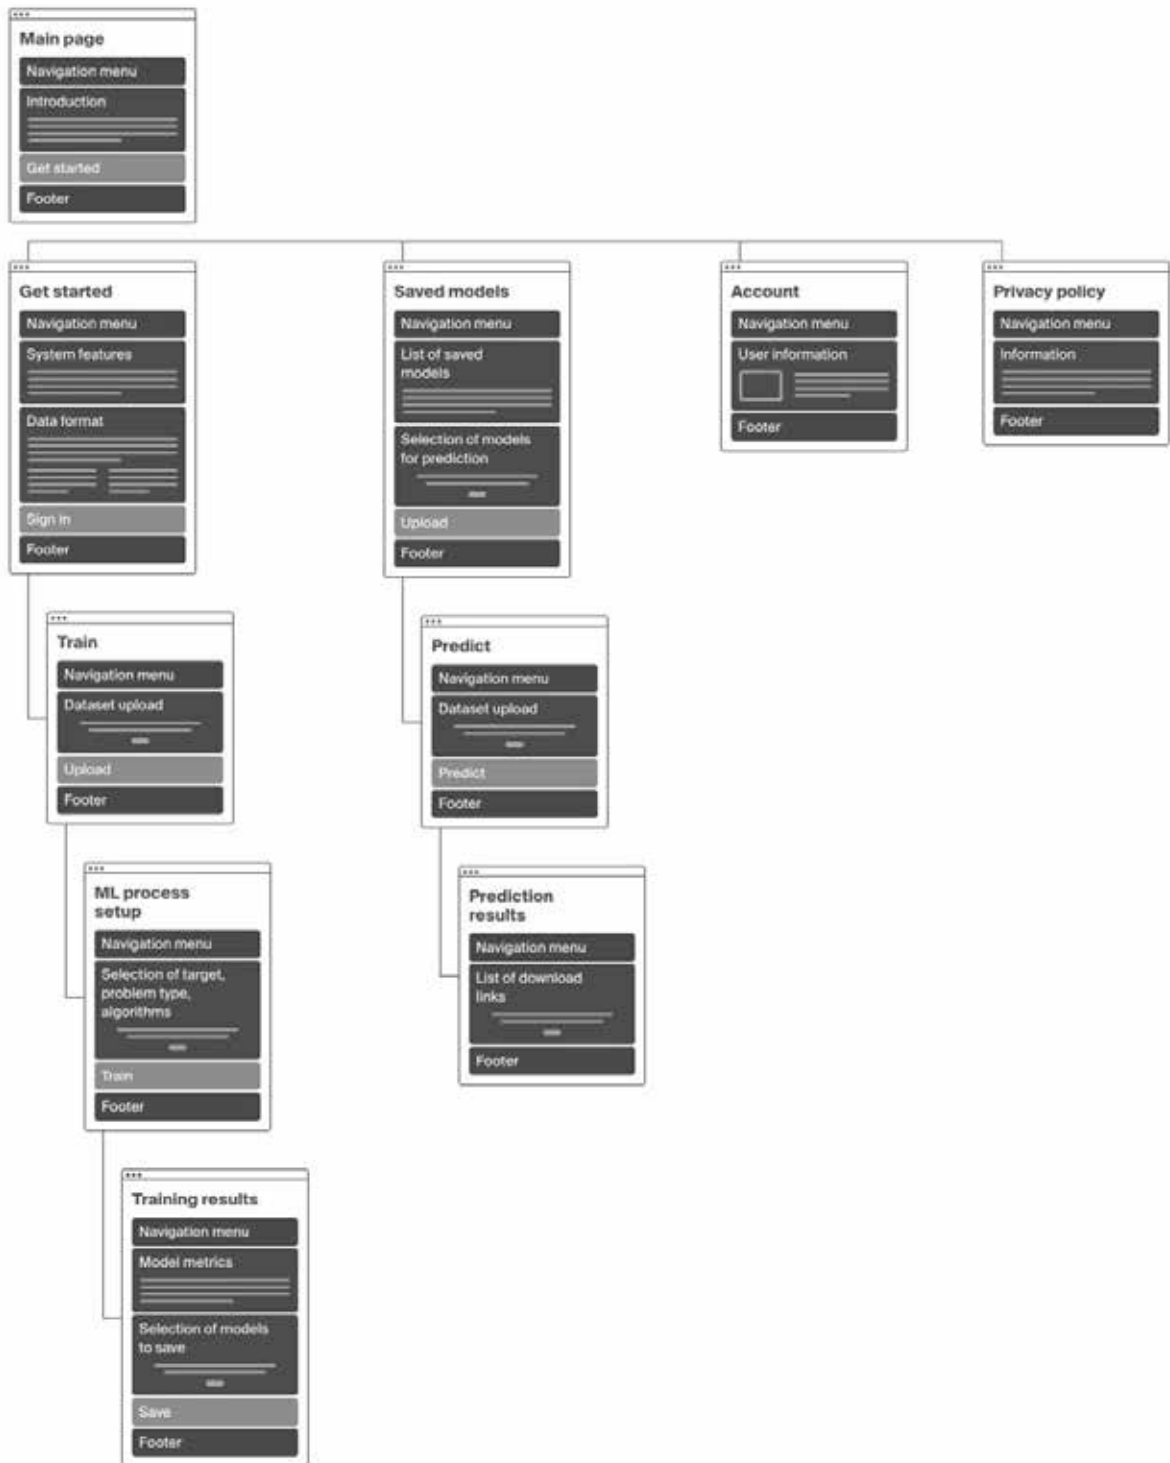 Main page
Navigation menu
Introduction
Get started
Footer
Get started
Navigation menu
System features
Data format
Sign in
Footer
Saved models
Navigation menu
List of saved
models
Selection of models
for prediction
Upload
Footer
Account
Navigation menu
User information
Footer
Privacy policy
Navigation menu
Information
Footer
Train
Navigation menu
Dataset upload
Upload
Footer
Predict
Navigation menu
Dataset upload
Predict
Footer
ML process
setup
Navigation menu
Selection of target,
problem type,
algorithms
Train
Footer
Prediction
results
Navigation menu
List of download
links
Footer
Training results
Navigation menu
Model metrics
Selection of models
to save
Save
Footer